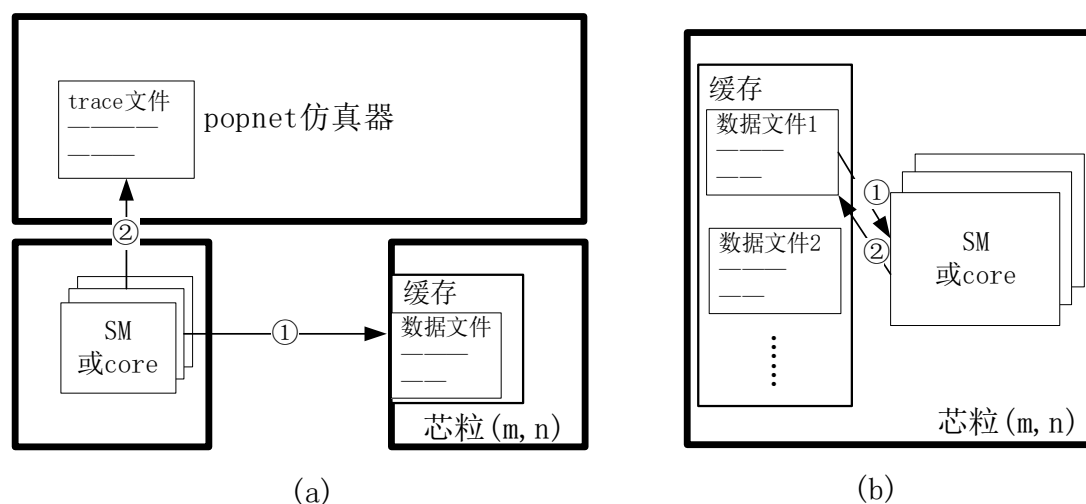 trace文件
popnet仿真器
②
SM
或core
①
缓存
数据文件
芯粒(m,n)
(a)
缓存
数据文件1
①
②
数据文件2
SM
或core
芯粒(m,n)
(b)